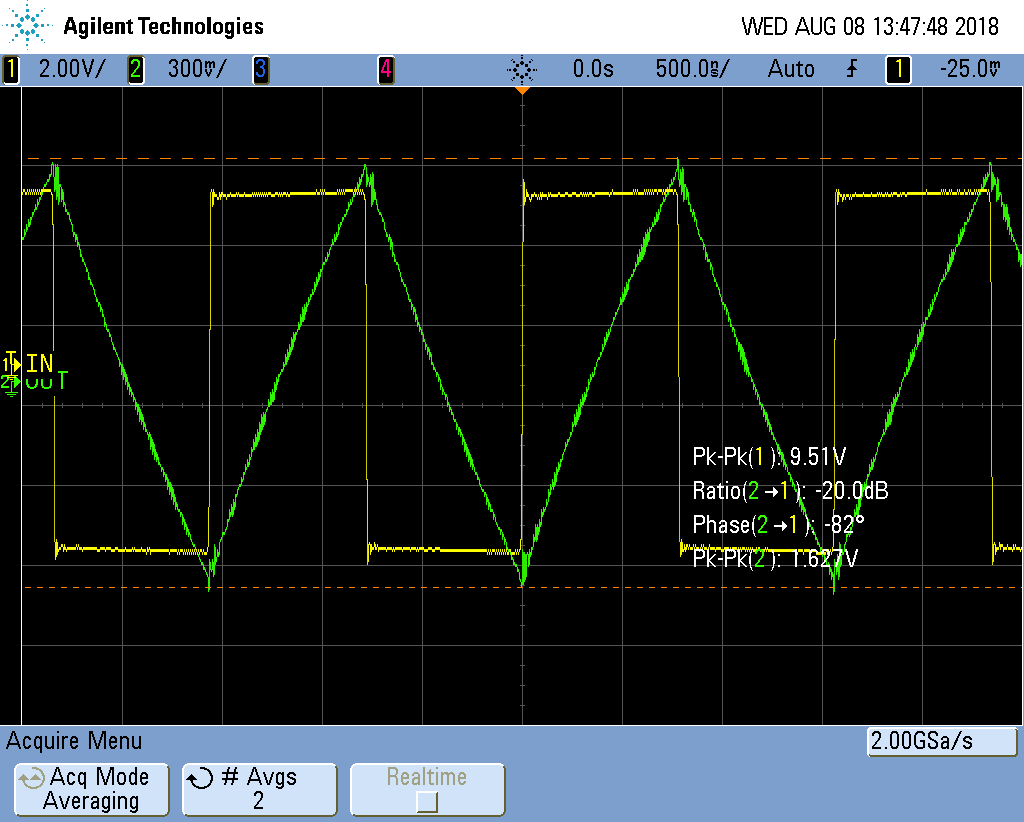 Agilent Technologies
WED AUG 08 13:47:48 2018
1 2.00V/ 2 300mV/ 3 4 0.0s 500.0ns/ Auto 1 -25.0mV
1 IN
2 OUT
Pk-Pk(1): 9.51V
Ratio(2→1): -20.0dB
Phase(2→1): -82°
Pk-Pk(2): 1.627V
Acquire Menu
2.00GSa/s
Acq Mode
Averaging
# Avgs
2
Realtime